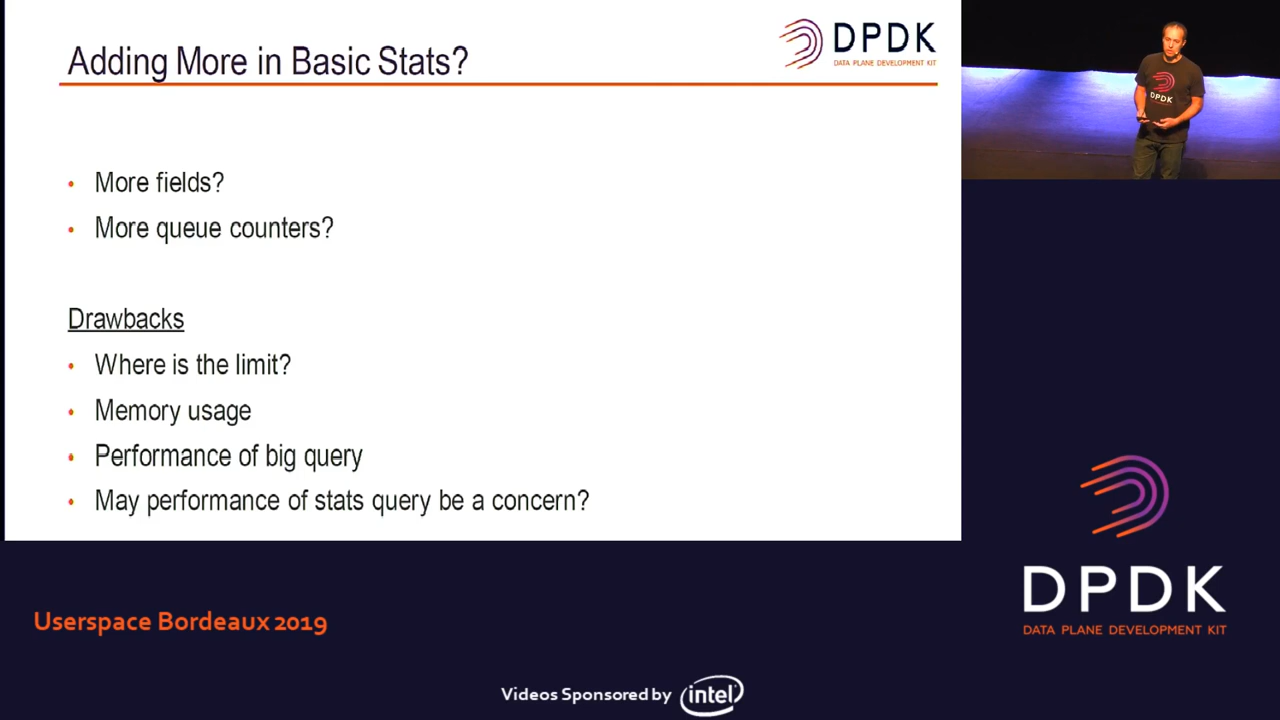 Adding More in Basic Stats?
DPDK
DATA PLANE DEVELOPMENT KIT
• More fields?
• More queue counters?
Drawbacks
• Where is the limit?
• Memory usage
• Performance of big query
• May performance of stats query be a concern?
DPDK
DPDK
DATA PLANE DEVELOPMENT KIT
Userspace Bordeaux 2019
Videos Sponsored by intel